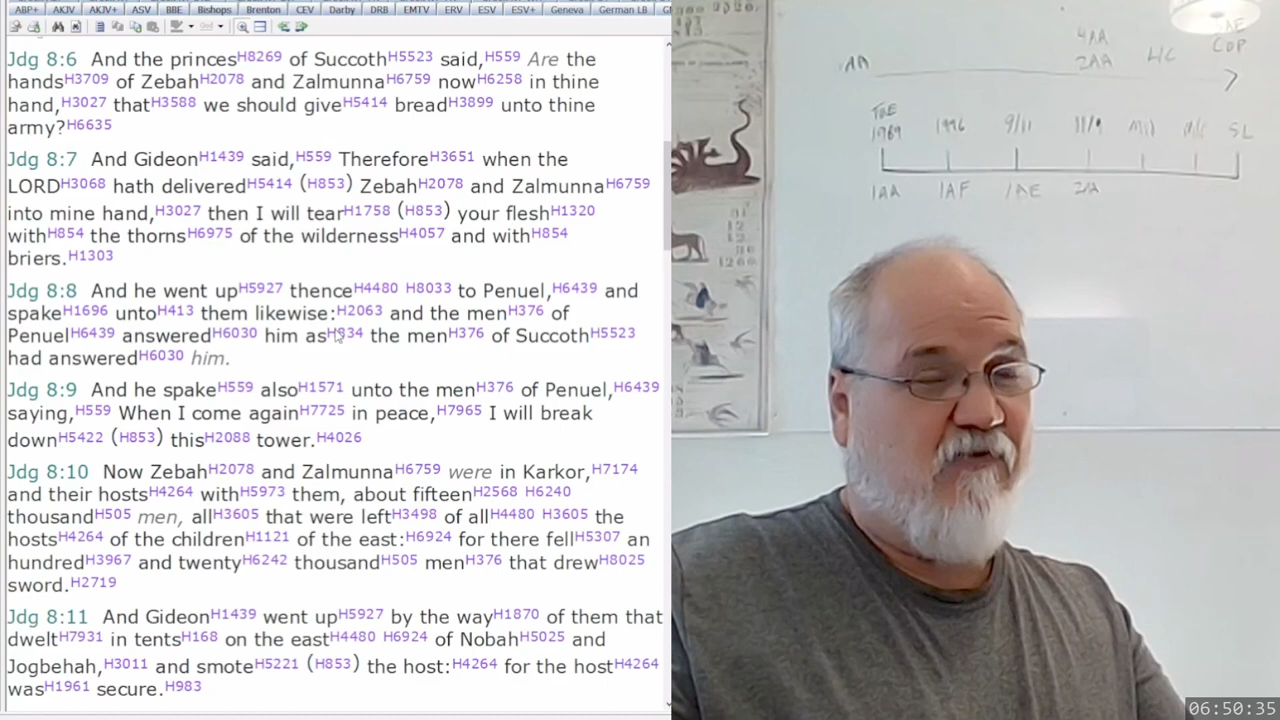 ABP+ AKJV AKJV+ ASV BBE Bishops Brenton CEV Darby DRB EMTV ERV ESV ESV+ Geneva German LB
Jdg 8:6 And the princesH8269 of SuccothH5523 said,H559 Are the
handsH3709 of ZebahH2078 and ZalmunnaH6759 nowH6258 in thine
hand,H3027 thatH3588 we should giveH5414 breadH3899 unto thine
army?H6635
Jdg 8:7 And GideonH1439 said,H559 ThereforeH3651 when the
LORDH3068 hath deliveredH5414 (H853) ZebahH2078 and ZalmunnaH6759
into mine hand,H3027 then I will tearH1758 (H853) your fleshH1320
withH854 the thornsH6975 of the wildernessH4057 and withH854
briers.H1303
Jdg 8:8 And he went upH5927 thenceH4480 H8033 to Penuel,H6439 and
spakeH1696 untoH413 them likewise:H2063 and the menH376 of
PenuelH6439 answeredH6030 him asH834 the menH376 of SuccothH5523
had answeredH6030 him.
Jdg 8:9 And he spakeH559 alsoH1571 unto the menH376 of Penuel,H6439
saying,H559 When I come againH7725 in peace,H7965 I will break
downH5422 (H853) thisH2088 tower.H4026
Jdg 8:10 Now ZebahH2078 and ZalmunnaH6759 were in Karkor,H7174
and their hostsH4264 withH5973 them, about fifteenH2568 H6240
thousandH505 men, allH3605 that were leftH3498 of allH4480 H3605 the
hostsH4264 of the childrenH1121 of the east:H6924 for there fellH5307 an
hundredH3967 and twentyH6242 thousandH505 menH376 that drewH8025
sword.H2719
Jdg 8:11 And GideonH1439 went upH5927 by the wayH1870 of them that
dweltH7931 in tentsH168 on the eastH4480 H6924 of NobahH5025 and
Jogbehah,H3011 and smoteH5221 (H853) the host:H4264 for the hostH4264
wasH1961 secure.H983
4AA
AA 2AA L/C COP
1989 1996 9/11 11/9 SL
1AA 1AF 1AE
1260
06:50:35